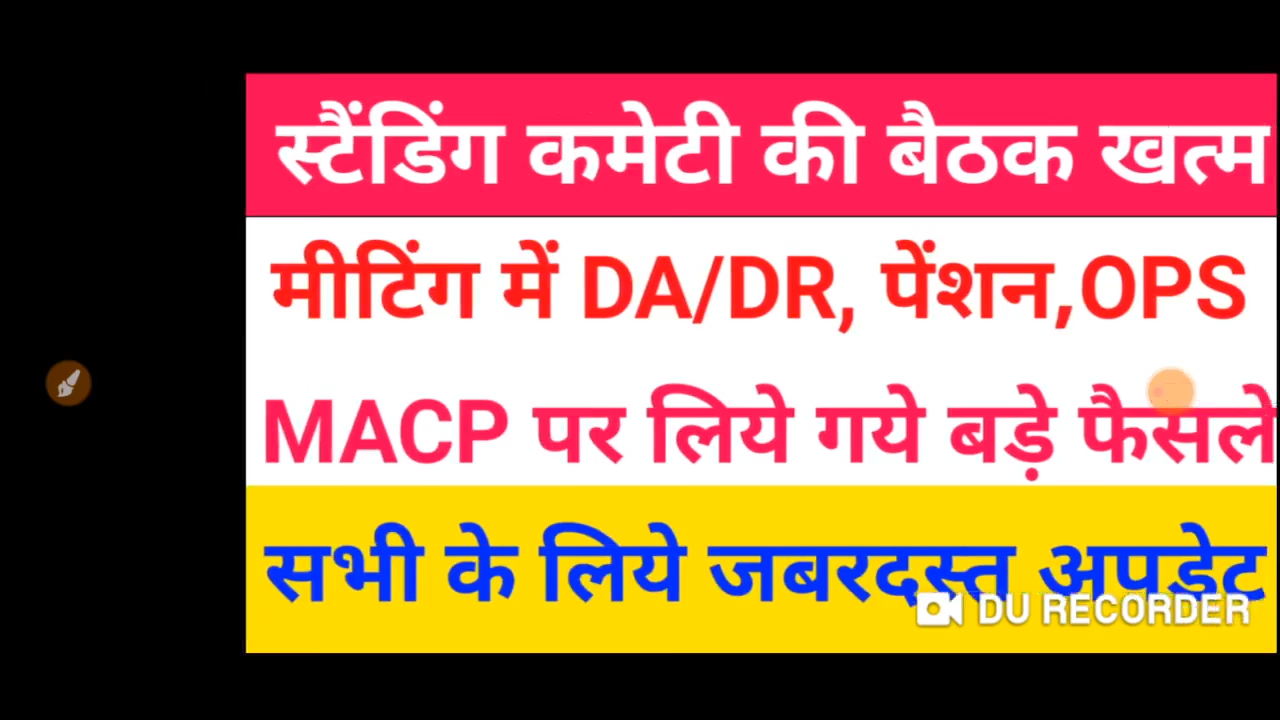 स्टैंडिंग कमेटी की बैठक खत्म
मीटिंग में DA/DR, पेंशन,OPS
MACP पर लिये गये बड़े फैसले
सभी के लिये जबरदस्त अपडेट
DU RECORDER